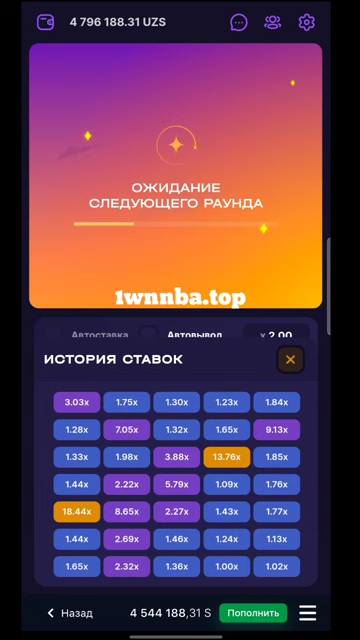 4 796 188.31 UZS
ОЖИДАНИЕ
СЛЕДУЮЩЕГО РАУНДА
1wnnba.top
Автоставка Автовывод x 2.00
ИСТОРИЯ СТАВОК
3.03x 1.75x 1.30x 1.23x 1.84x
1.28x 7.05x 1.32x 1.65x 9.13x
1.33x 1.98x 3.88x 13.76x 1.85x
1.44x 2.22x 5.79x 1.09x 1.76x
18.44x 8.65x 2.27x 1.43x 1.77x
1.44x 2.69x 1.46x 1.24x 1.13x
1.65x 2.32x 1.36x 1.00x 1.02x
Назад 4 544 188,31 S Пополнить